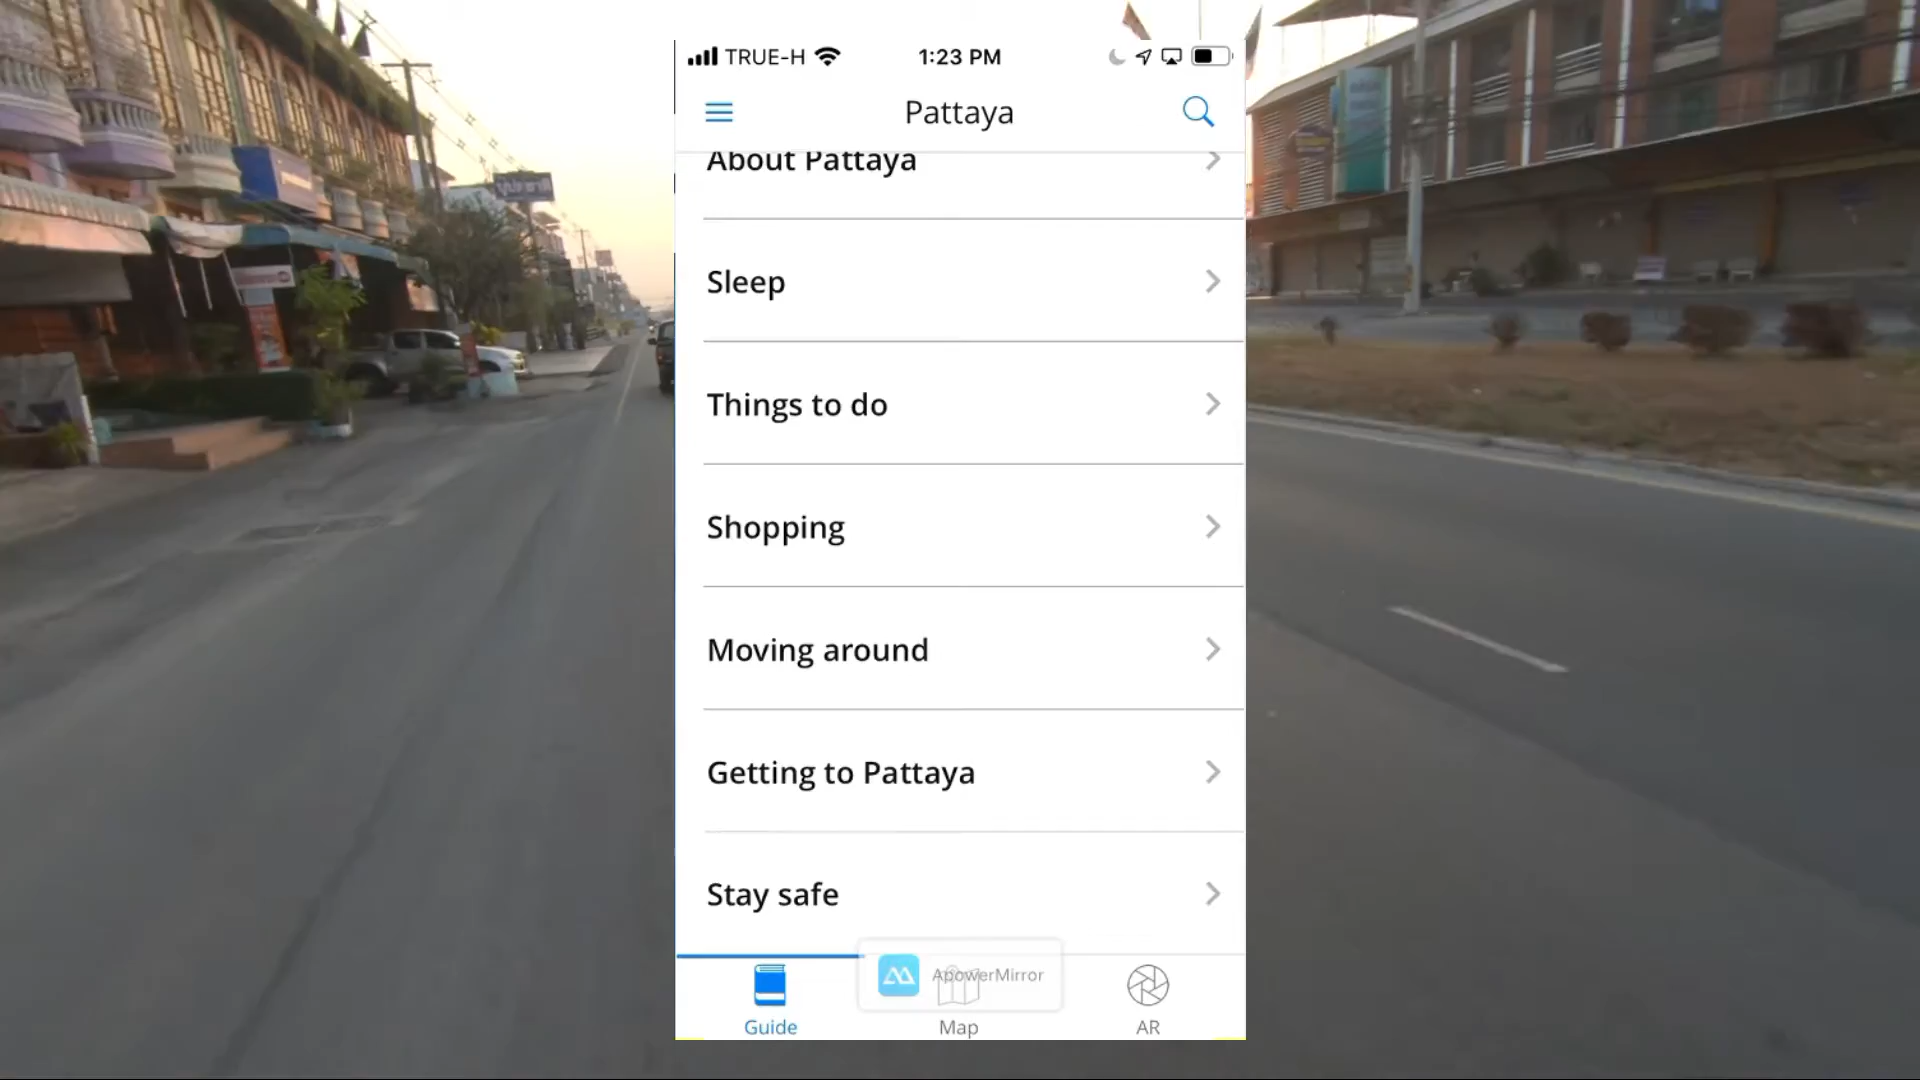 TRUE-H
1:23 PM
Pattaya
About Pattaya
Sleep
Things to do
Shopping
Moving around
Getting to Pattaya
Stay safe
ApowerMirror
Guide
Map
AR